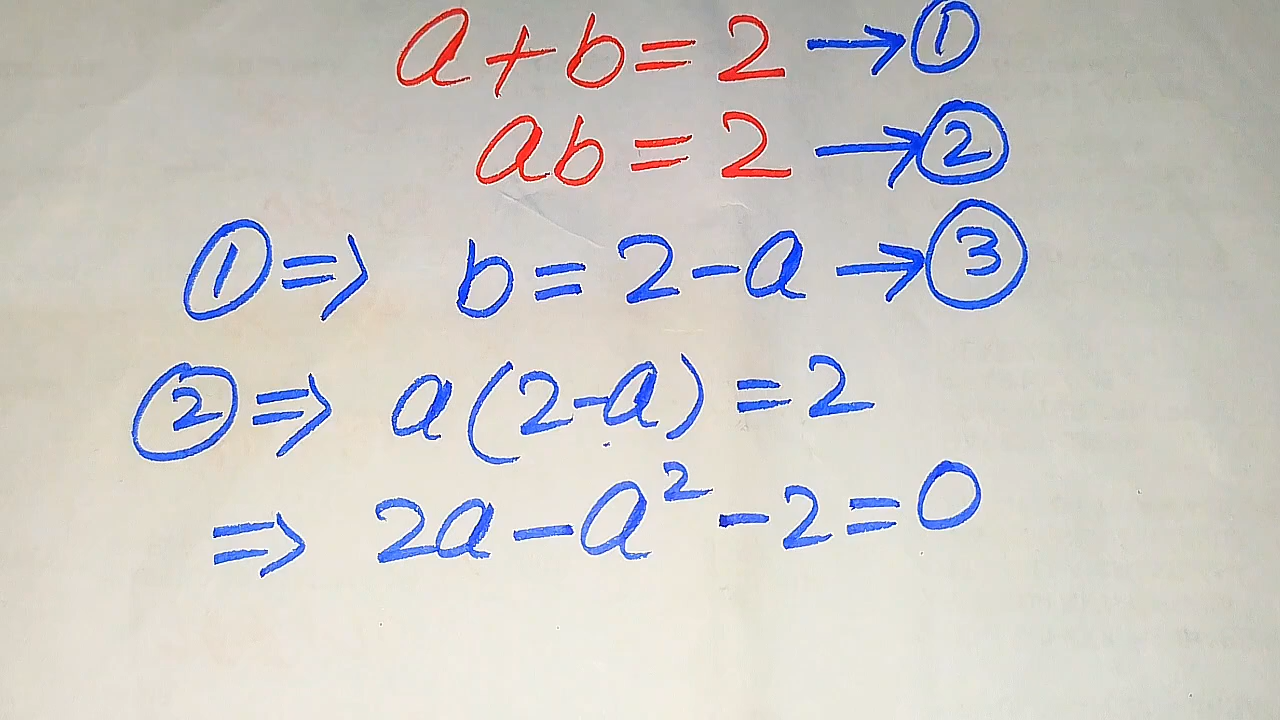 a + b = 2 → ①
ab = 2 → ②
① ⇒ b = 2 - a → ③
② ⇒ a(2-a) = 2
⇒ 2a - a² - 2 = 0